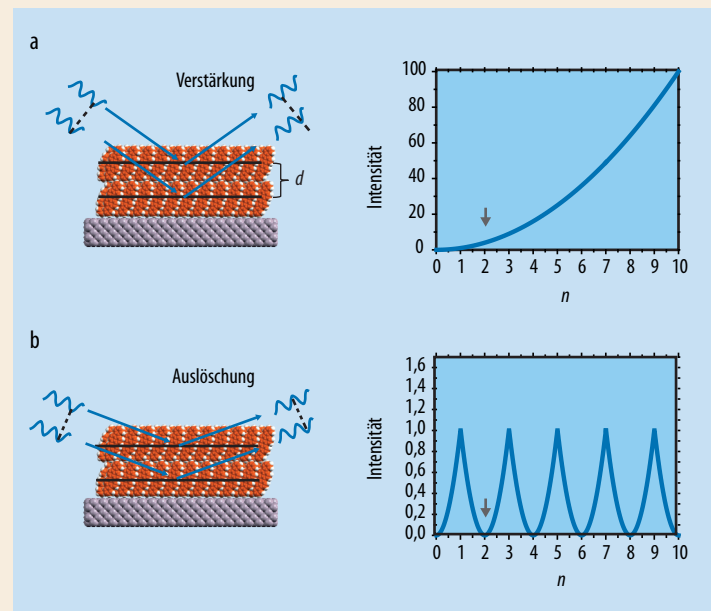 a
Verstärkung
d
Intensität
100
80
60
40
20
0
0 1 2 3 4 5 6 7 8 9 10
n
b
Auslöschung
Intensität
1,6
1,4
1,2
1,0
0,8
0,6
0,4
0,2
0,0
0 1 2 3 4 5 6 7 8 9 10
n